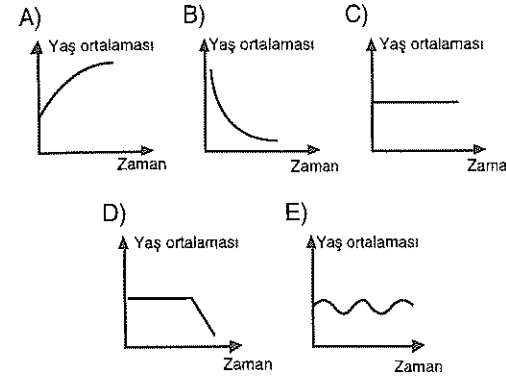 A)
Yaş ortalaması
Zaman
B)
Yaş ortalaması
Zaman
C)
Yaş ortalaması
Zama
D)
Yaş ortalaması
Zaman
E)
Yaş ortalaması
Zaman